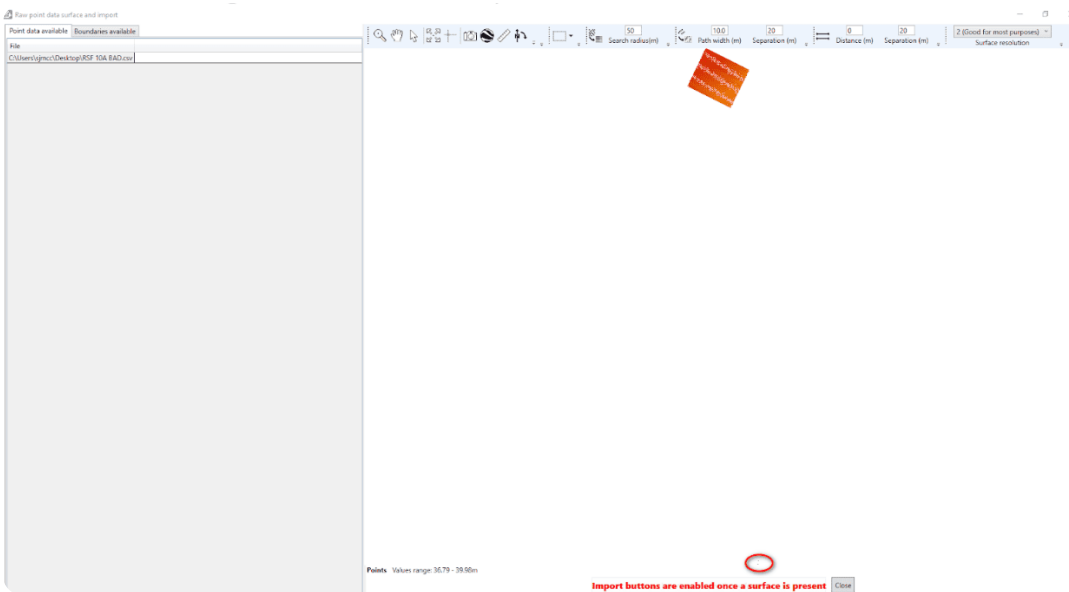 Raw point data surface and import
Point data available Boundaries available
File
C:\Users\sjmcc\Desktop\RSF 10A BAD.csv
50
Search radius(m)
10.0
Path width (m)
20
Separation (m)
0
Distance (m)
20
Separation (m)
2 (Good for most purposes)
Surface resolution
Points Values range: 36.79 - 39.98m
Import buttons are enabled once a surface is present Close